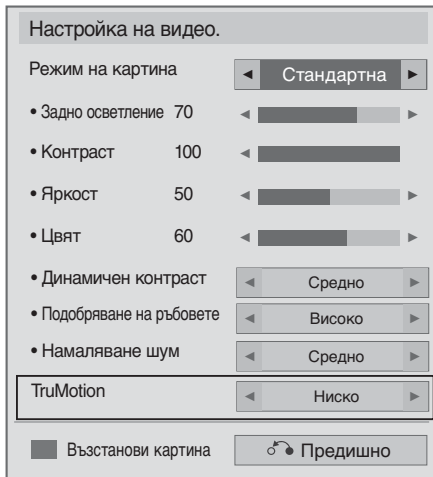 Настройка на видео.
Режим на картина ◄ Стандартна ►
• Задно осветление 70
• Контраст 100
• Яркост 50
• Цвят 60
• Динамичен контраст ◄ Средно ►
• Подобряване на ръбовете ◄ Високо ►
• Намаляване шум ◄ Средно ►
TruMotion ◄ Ниско ►
Възстанови картина Предишно